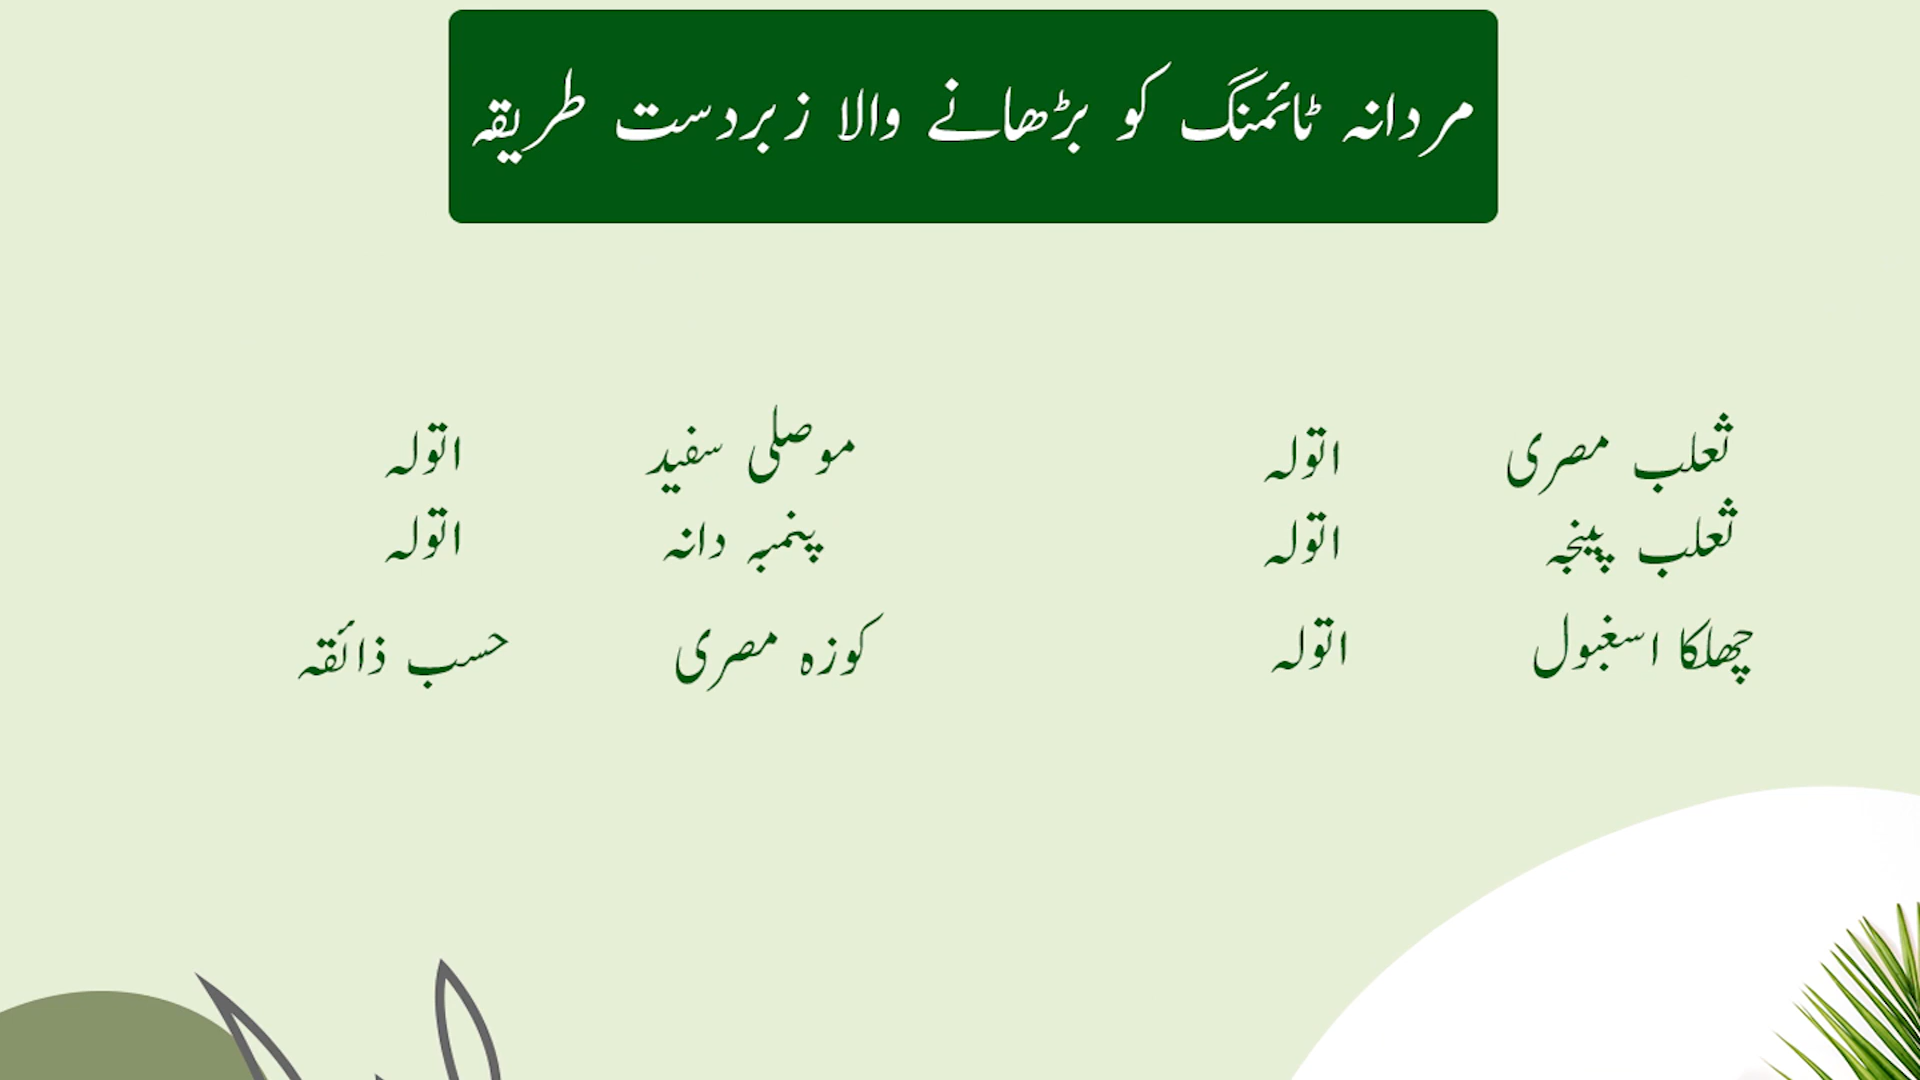 مردانہ ٹائمنگ کو بڑھانے والا زبردست طریقہ
ثعلب مصری اتولہ موصلی سفید اتولہ
ثعلب پینجہ اتولہ پنمبہ دانہ اتولہ
چھلکا اسغبول اتولہ کوزہ مصری حسب ذائقہ